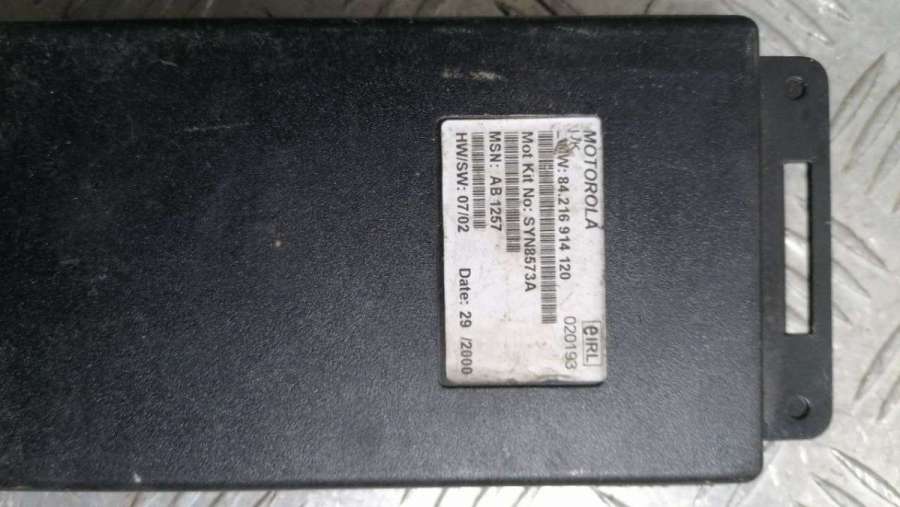 MOTOROLA
UK
eIRL
W: 84.216 914 120
020193
Mot Kit No: SYN8573A
MSN: AB 1257
HW/SW: 07/02
Date: 29 /2000